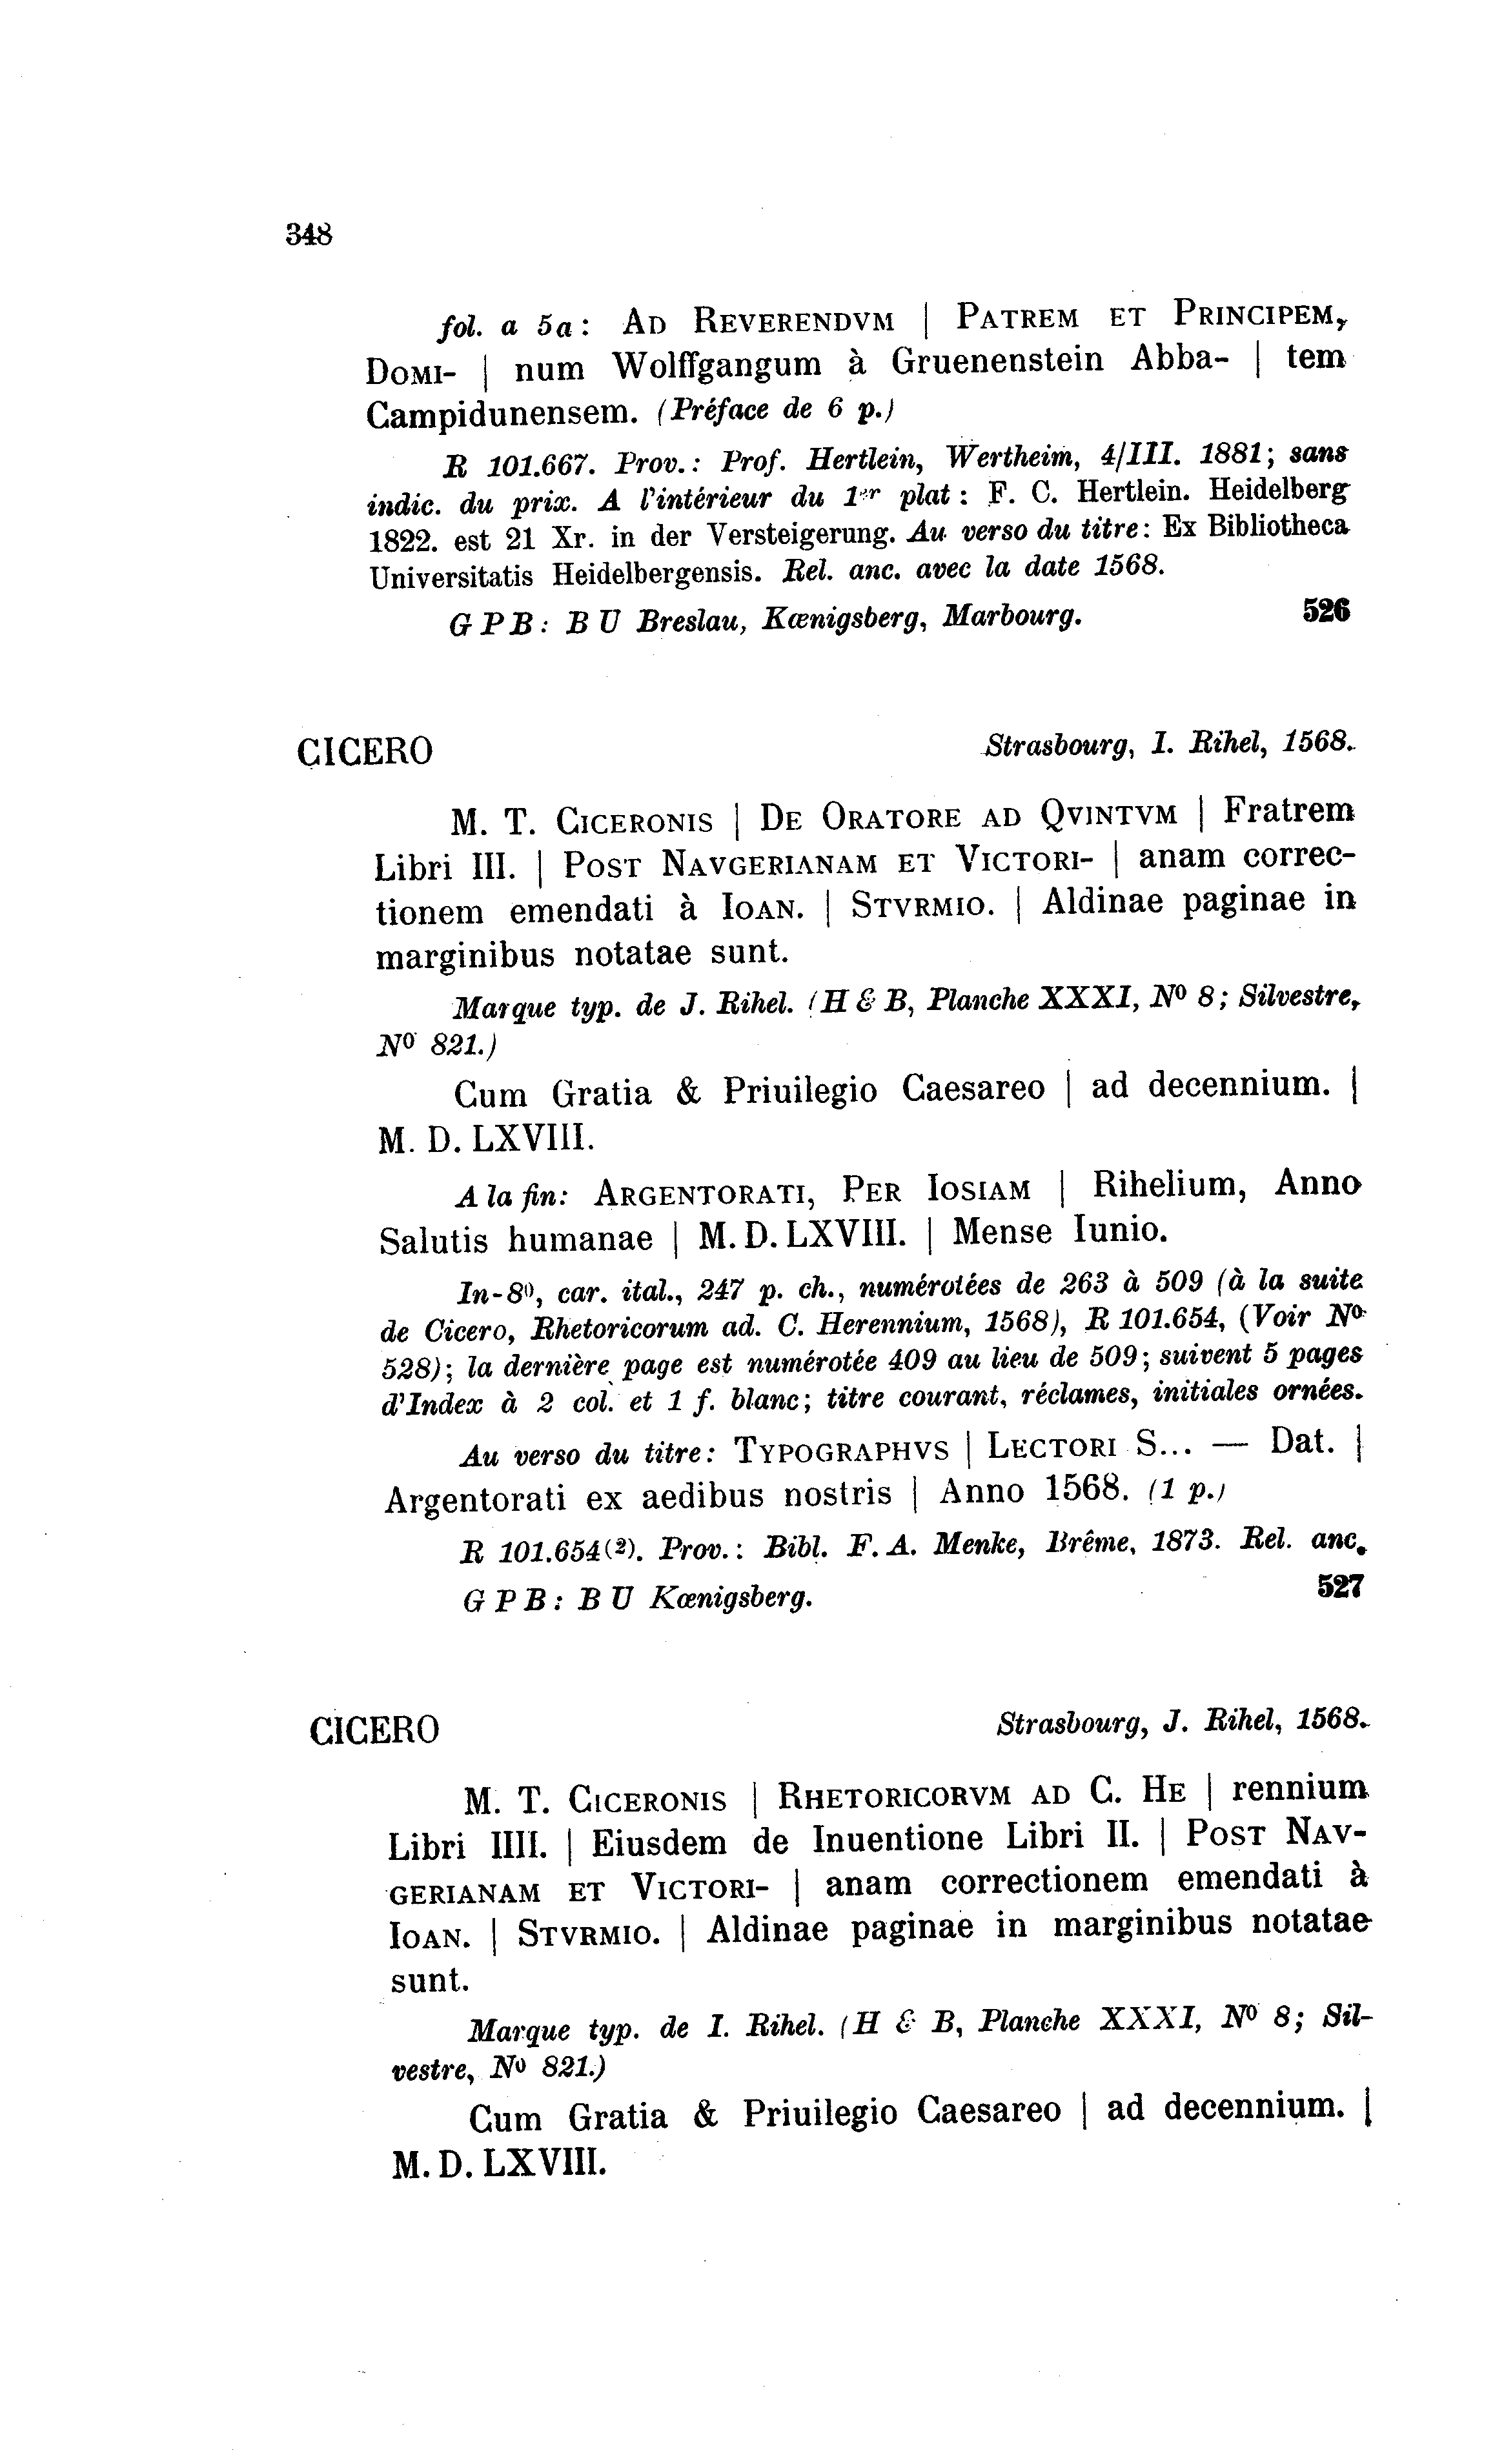 348
fol. a 5a: AD REVERENDVM | PATREM ET PRINCIPEM,
DOMI- | num Wolffgangum à Gruenenstein Abba- | tem
Campidunensem. (Préface de 6 p.)
R 101.667. Prov.: Prof. Hertlein, Wertheim, 4/III. 1881; sans
indic. du prix. A l'intérieur du 1er plat: F. C. Hertlein. Heidelberg
1822. est 21 Xr. in der Versteigerung. Au verso du titre: Ex Bibliotheca
Universitatis Heidelbergensis. Rel. anc. avec la date 1568.
G P B: B U Breslau, Kœnigsberg, Marbourg. 526
CICERO Strasbourg, I. Rihel, 1568.
M. T. CICERONIS | DE ORATORE AD QVINTVM | Fratrem
Libri III. | POST NAVGERIANAM ET VICTORI- | anam correc-
tionem emendati à IOAN. | STVRMIO. | Aldinae paginae in
marginibus notatae sunt.
Marque typ. de J. Rihel. (H & B, Planche XXXI, Nº 8; Silvestre,
Nº 821.)
Cum Gratia & Priuilegio Caesareo | ad decennium. |
M. D. LXVIII.
A la fin: ARGENTORATI, PER IOSIAM | Rihelium, Anno
Salutis humanae | M. D. LXVIII. | Mense Iunio.
In-8º, car. ital., 247 p. ch., numérotées de 263 à 509 (à la suite
de Cicero, Rhetoricorum ad. C. Herennium, 1568), R 101.654, (Voir Nº
528); la dernière page est numérotée 409 au lieu de 509; suivent 5 pages
d'Index à 2 col. et 1 f. blanc; titre courant, réclames, initiales ornées.
Au verso du titre: TYPOGRAPHVS | LECTORI S... — Dat. |
Argentorati ex aedibus nostris | Anno 1568. (1 p.)
R 101.654(2). Prov.: Bibl. F. A. Menke, Brême, 1873. Rel. anc.
G P B: B U Kœnigsberg. 527
CICERO Strasbourg, J. Rihel, 1568.
M. T. CICERONIS | RHETORICORVM AD C. HE | rennium
Libri IIII. | Eiusdem de Inuentione Libri II. | POST NAV-
GERIANAM ET VICTORI- | anam correctionem emendati à
IOAN. | STVRMIO. | Aldinae paginae in marginibus notatae
sunt.
Marque typ. de I. Rihel. (H & B, Planche XXXI, Nº 8; Sil-
vestre, Nº 821.)
Cum Gratia & Priuilegio Caesareo | ad decennium. |
M. D. LXVIII.